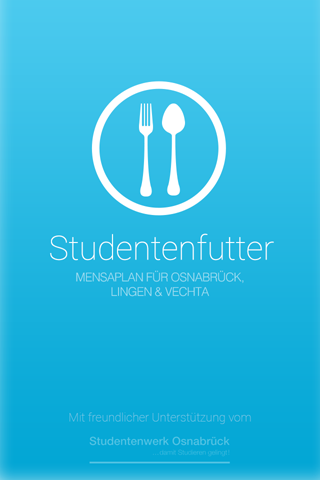 Studentenfutter
MENSAPLAN FÜR OSNABRÜCK,
LINGEN & VECHTA
Mit freundlicher Unterstützung vom
Studentenwerk Osnabrück
...damit Studieren gelingt!